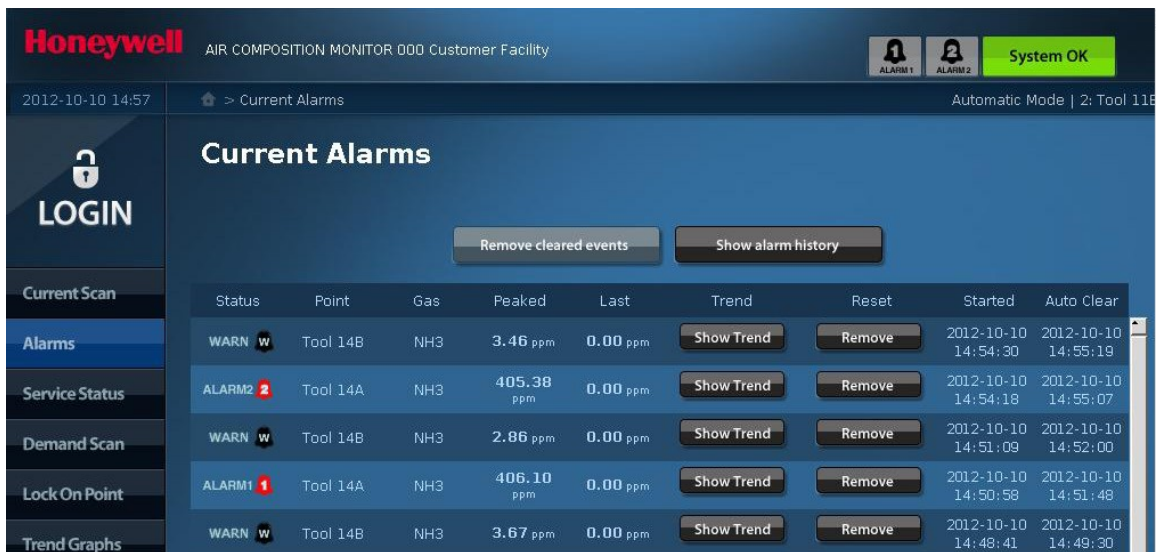 Honeywell
AIR COMPOSITION MONITOR 000 Customer Facility
1
ALARM 1
2
ALARM 2
System OK
2012-10-10 14:57
> Current Alarms
Automatic Mode | 2: Tool 11B
LOGIN
Current Alarms
Remove cleared events
Show alarm history
Current Scan
Alarms
Service Status
Demand Scan
Lock On Point
Trend Graphs
Status Point Gas Peaked Last Trend Reset Started Auto Clear
WARN W Tool 14B NH3 3.46 ppm 0.00 ppm Show Trend Remove 2012-10-10 14:54:30 2012-10-10 14:55:19
ALARM2 2 Tool 14A NH3 405.38 ppm 0.00 ppm Show Trend Remove 2012-10-10 14:54:18 2012-10-10 14:55:07
WARN W Tool 14B NH3 2.86 ppm 0.00 ppm Show Trend Remove 2012-10-10 14:51:09 2012-10-10 14:52:00
ALARM1 1 Tool 14A NH3 406.10 ppm 0.00 ppm Show Trend Remove 2012-10-10 14:50:58 2012-10-10 14:51:48
WARN W Tool 14B NH3 3.67 ppm 0.00 ppm Show Trend Remove 2012-10-10 14:48:41 2012-10-10 14:49:30